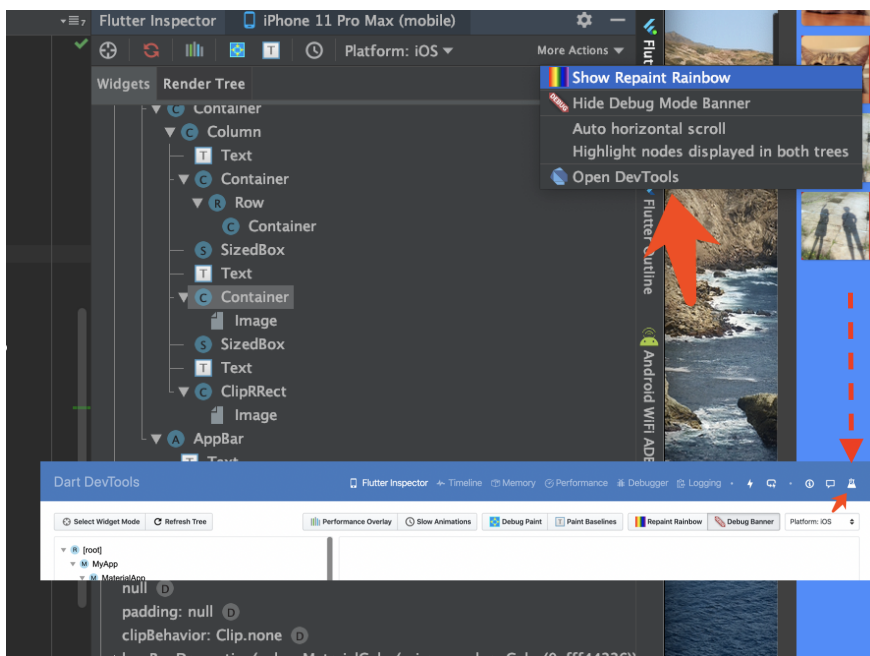 Flutter Inspector
iPhone 11 Pro Max (mobile)
Platform: iOS
More Actions
Widgets
Render Tree
Show Repaint Rainbow
Hide Debug Mode Banner
Auto horizontal scroll
Highlight nodes displayed in both trees
Open DevTools
Container
Column
Text
Container
Row
Container
SizedBox
Text
Container
Image
SizedBox
Text
ClipRRect
Image
AppBar
Text
Flutter Outline
Android WiFi ADB
Dart DevTools
Flutter Inspector
Timeline
Memory
Performance
Debugger
Logging
Select Widget Mode
Refresh Tree
Performance Overlay
Slow Animations
Debug Paint
Paint Baselines
Repaint Rainbow
Debug Banner
Platform: iOS
[root]
MyApp
MaterialApp
null
padding: null
clipBehavior: Clip.none